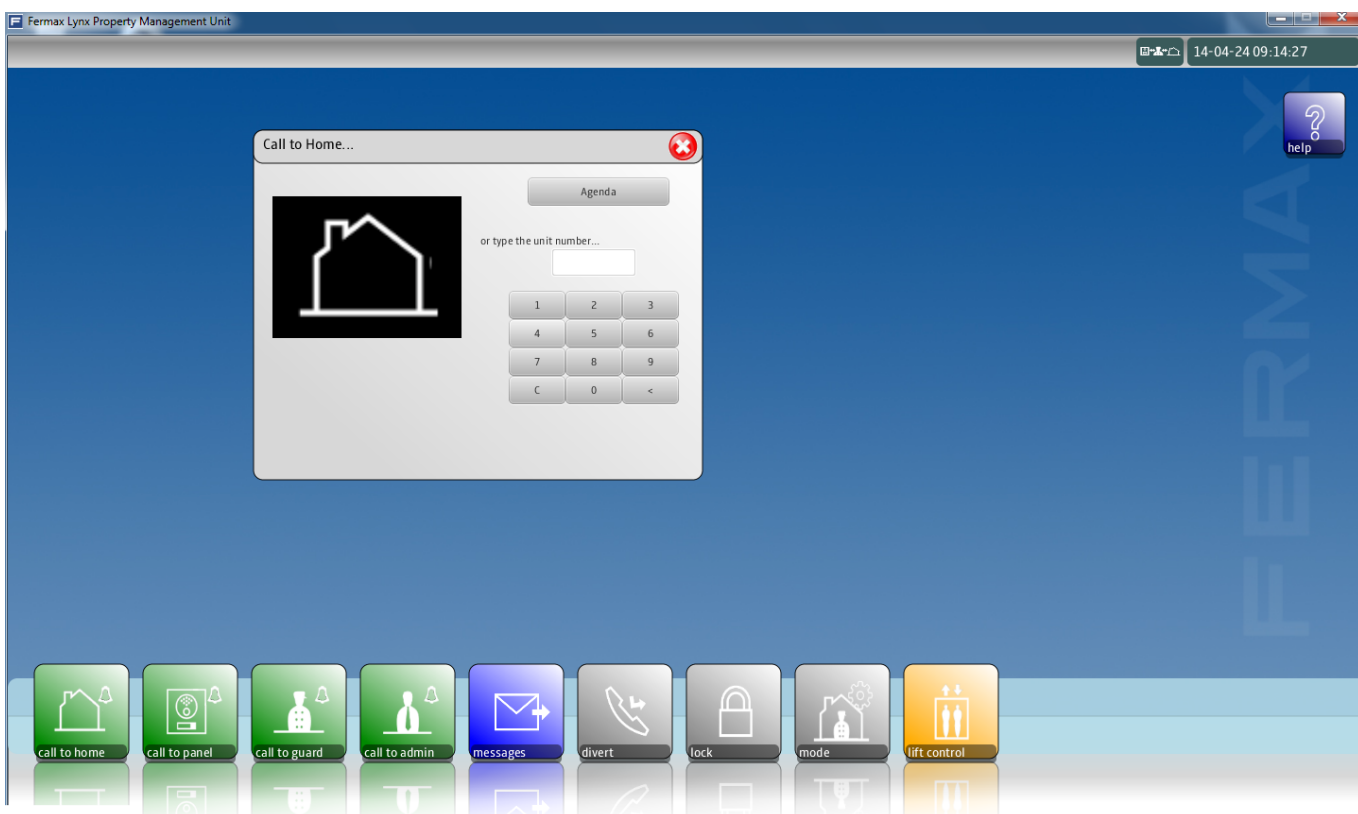 Fermax Lynx Property Management Unit
14-04-24 09:14:27
help
FERMAX
Call to Home...
Agenda
or type the unit number...
1 2 3
4 5 6
7 8 9
C 0 <
call to home call to panel call to guard call to admin messages divert lock mode lift control